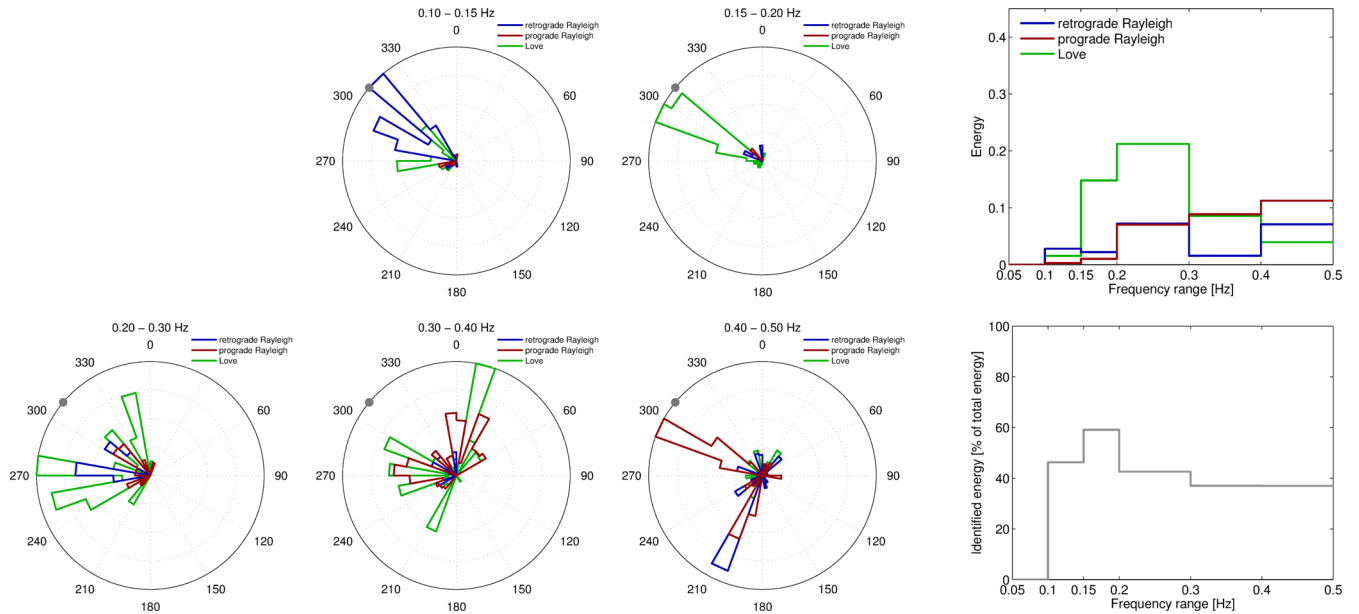 0.10 – 0.15 Hz
retrograde Rayleigh
prograde Rayleigh
Love
0
60
90
120
150
180
210
240
270
300
330
0.15 – 0.20 Hz
retrograde Rayleigh
prograde Rayleigh
Love
0
60
90
120
150
180
210
240
270
300
330
retrograde Rayleigh
prograde Rayleigh
Love
Energy
0.4
0.3
0.2
0.1
0
0.05 0.1 0.15 0.2 0.3 0.4 0.5
Frequency range [Hz]
0.20 – 0.30 Hz
retrograde Rayleigh
prograde Rayleigh
Love
0
60
90
120
150
180
210
240
270
300
330
0.30 – 0.40 Hz
retrograde Rayleigh
prograde Rayleigh
Love
0
60
90
120
150
180
210
240
270
300
330
0.40 – 0.50 Hz
retrograde Rayleigh
prograde Rayleigh
Love
0
60
90
120
150
180
210
240
270
300
330
Identified energy [% of total energy]
100
80
60
40
20
0
0.05 0.1 0.15 0.2 0.3 0.4 0.5
Frequency range [Hz]